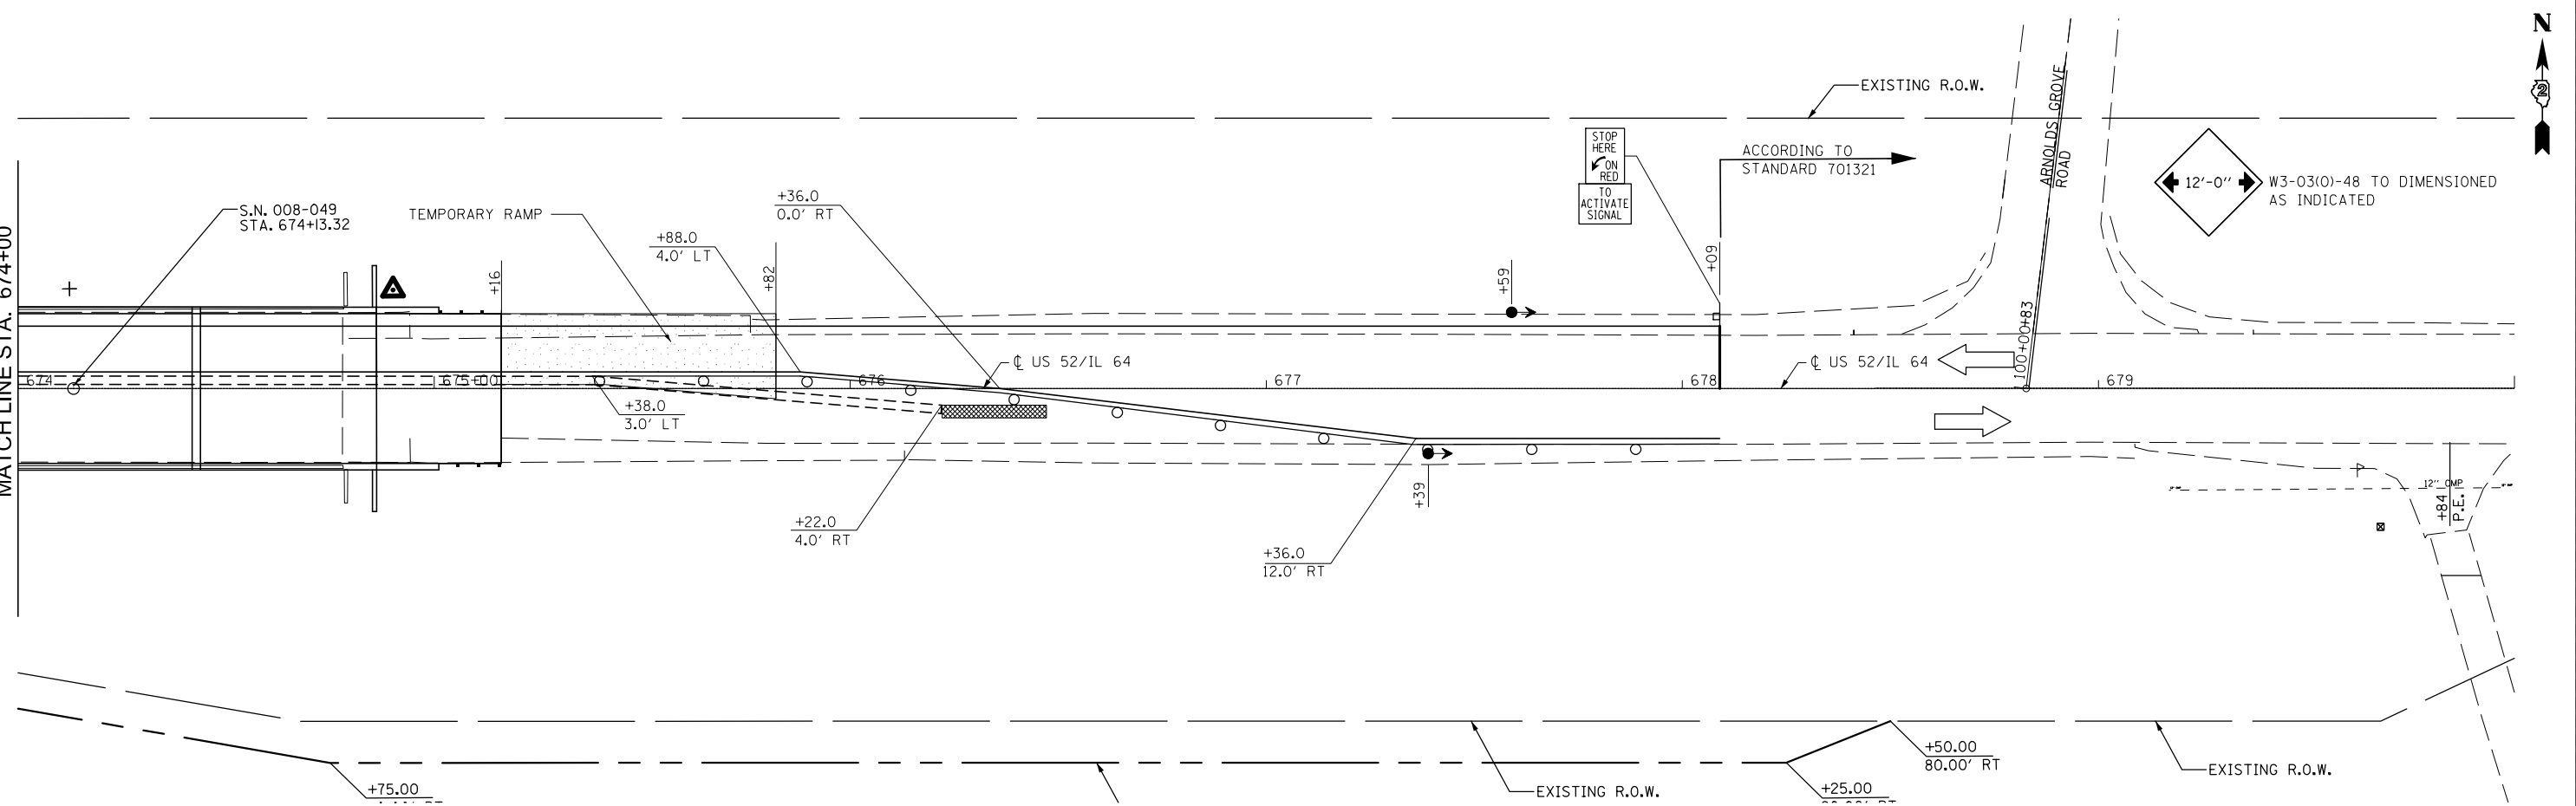 N
2
EXISTING R.O.W.
STOP
HERE
ON
RED
TO
ACTIVATE
SIGNAL
ACCORDING TO
STANDARD 701321
ARNOLDS GROVE
ROAD
12'-0"
W3-03(O)-48 TO DIMENSIONED
AS INDICATED
MATCH LINE STA. 674+00
S.N. 008-049
STA. 674+13.32
TEMPORARY RAMP
+36.0
0.0' RT
+88.0
4.0' LT
+16
+82
+59
+09
100+00.83
℄ US 52/IL 64
℄ US 52/IL 64
674
675+00
676
677
678
679
+38.0
3.0' LT
+22.0
4.0' RT
+36.0
12.0' RT
+39
12" CMP
+84
P.E.
P
+75.00
EXISTING R.O.W.
+25.00
+50.00
80.00' RT
EXISTING R.O.W.